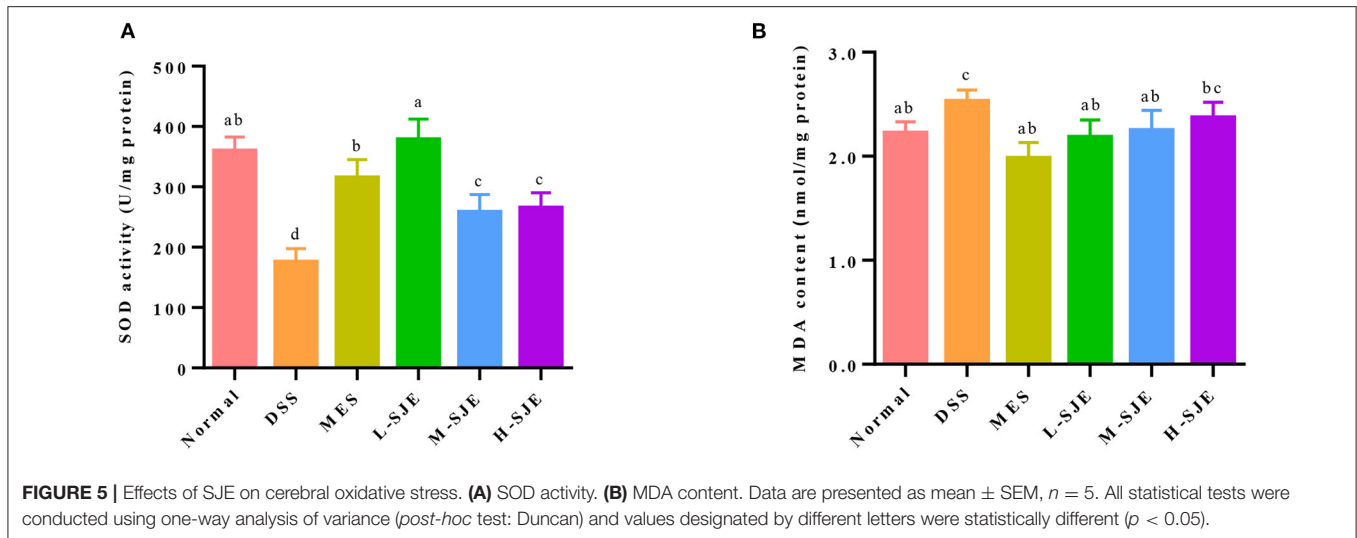 A
SOD activity (U/mg protein)
500
400
300
200
100
0
ab
d
b
a
c
c
Normal
DSS
MES
L-SJE
M-SJE
H-SJE
B
MDA content (nmol/mg protein)
3.0
2.0
1.0
0.0
ab
c
ab
ab
ab
bc
Normal
DSS
MES
L-SJE
M-SJE
H-SJE
FIGURE 5 | Effects of SJE on cerebral oxidative stress. (A) SOD activity. (B) MDA content. Data are presented as mean ± SEM, n = 5. All statistical tests were
conducted using one-way analysis of variance (post-hoc test: Duncan) and values designated by different letters were statistically different (p < 0.05).